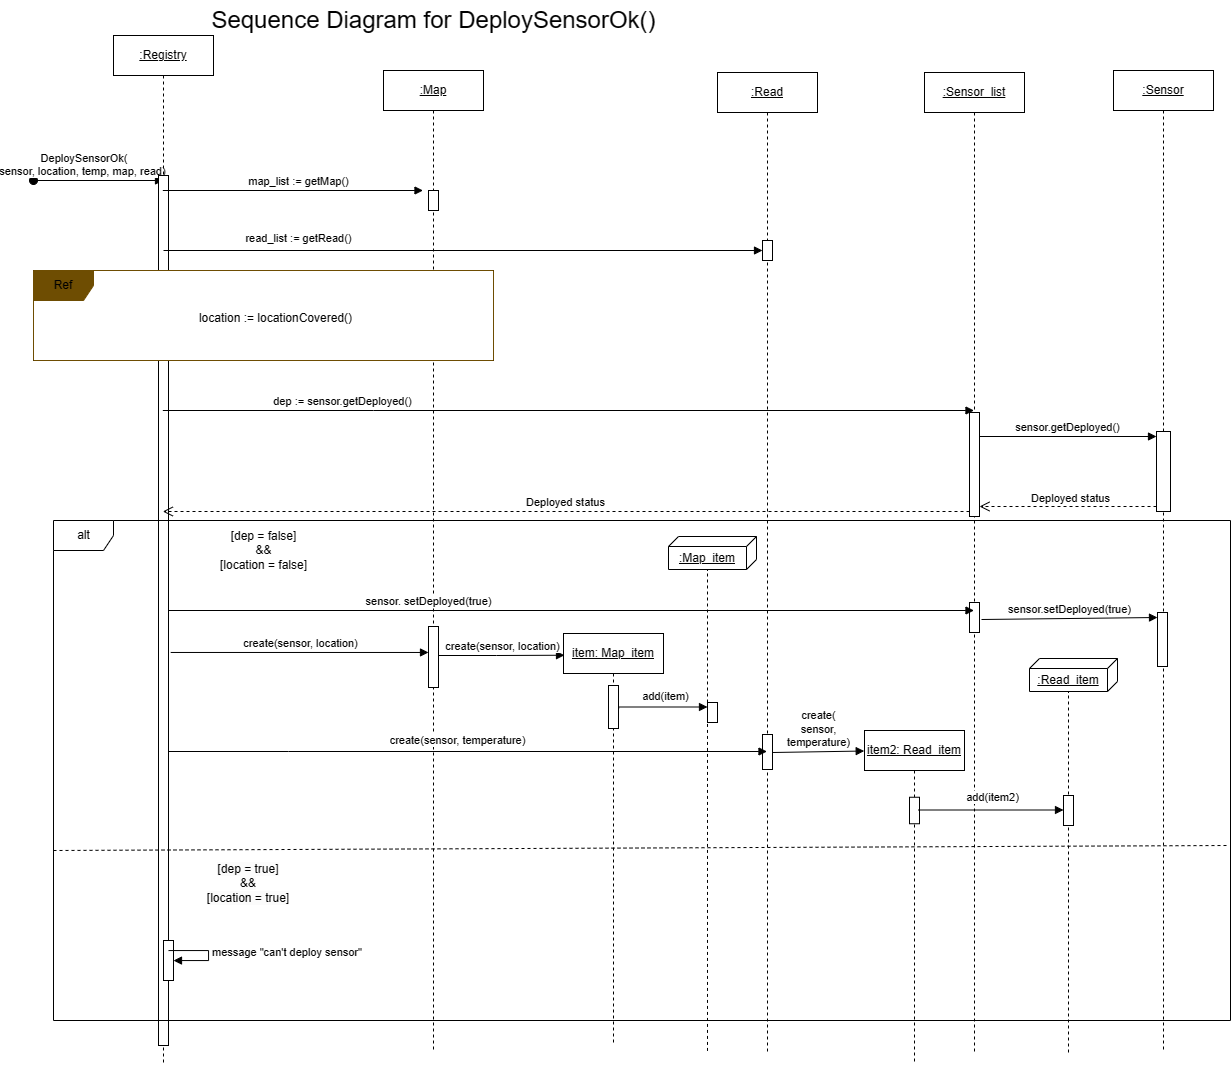 Sequence Diagram for DeploySensorOk()
:Registry
:Map
:Read
:Sensor_list
:Sensor
DeploySensorOk(
sensor, location, temp, map, read)
map_list := getMap()
read_list := getRead()
Ref
location := locationCovered()
dep := sensor.getDeployed()
sensor.getDeployed()
Deployed status
Deployed status
alt
[dep = false]
&&
[location = false]
:Map_item
sensor. setDeployed(true)
sensor.setDeployed(true)
create(sensor, location)
create(sensor, location)
item: Map_item
:Read_item
add(item)
create(
sensor,
temperature)
create(sensor, temperature)
item2: Read_item
add(item2)
[dep = true]
&&
[location = true]
message "can't deploy sensor"